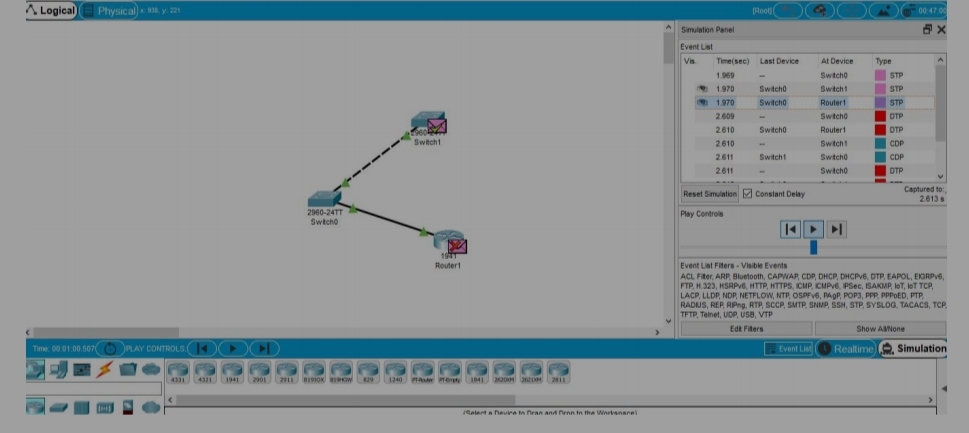 Logical Physical x: 938, y: 221 [Root] 00:47:00
Simulation Panel
Event List
Vis. Time(sec) Last Device At Device Type
1.969 -- Switch0 STP
1.970 Switch0 Switch1 STP
1.970 Switch0 Router1 STP
2.609 -- Switch0 DTP
2.610 Switch0 Router1 DTP
2.610 -- Switch1 CDP
2.611 Switch1 Switch0 CDP
2.611 -- Switch0 DTP
Reset Simulation Constant Delay Captured to:
2.613 s
Play Controls
Event List Filters - Visible Events
ACL Filter, ARP, Bluetooth, CAPWAP, CDP, DHCP, DHCPv6, DTP, EAPOL, EIGRPv6,
FTP, H.323, HSRPv6, HTTP, HTTPS, ICMP, ICMPv6, IPSec, ISAKMP, IoT, IoT TCP,
LACP, LLDP, NDP, NETFLOW, NTP, OSPFv6, PAgP, POP3, PPP, PPPoED, PTP,
RADIUS, REP, RIPng, RTP, SCCP, SMTP, SNMP, SSH, STP, SYSLOG, TACACS, TCP,
TFTP, Telnet, UDP, USB, VTP
Edit Filters Show All/None
2960-24TT
Switch1
2960-24TT
Switch0
1941
Router1
Time: 00:01:00.507 PLAY CONTROLS: Event List Realtime Simulation
4331 4321 1941 2901 2911 819IOX 819HGW 829 1240 PT-Router PT-Empty 1841 2620XM 2621XM 2811
(Select a Device to Drag and Drop to the Workspace)